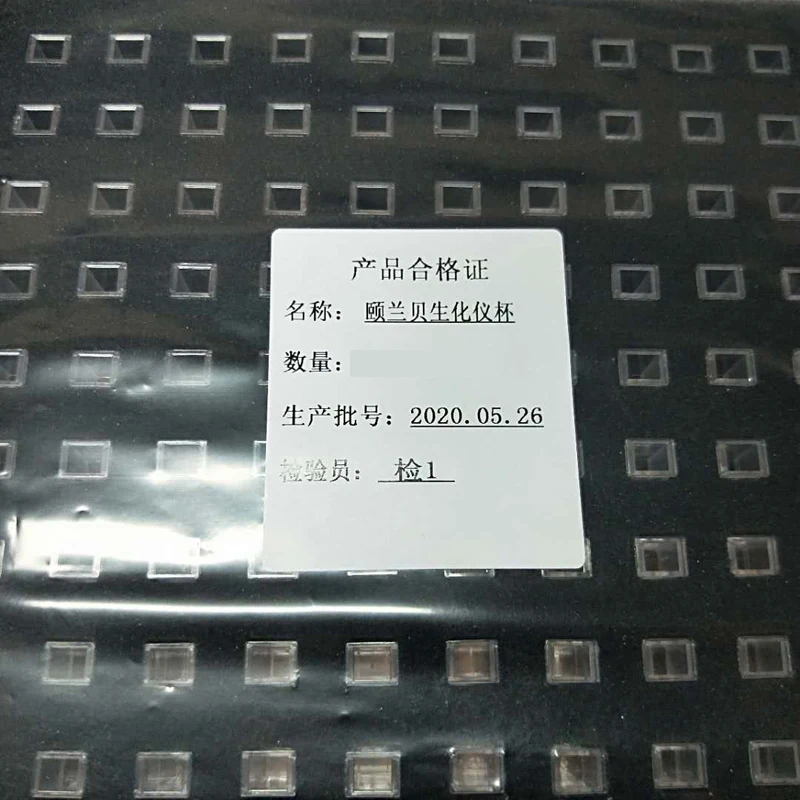 产品合格证
名称： 颐兰贝生化仪杯
数量：
生产批号：2020.05.26
检验员： 检1